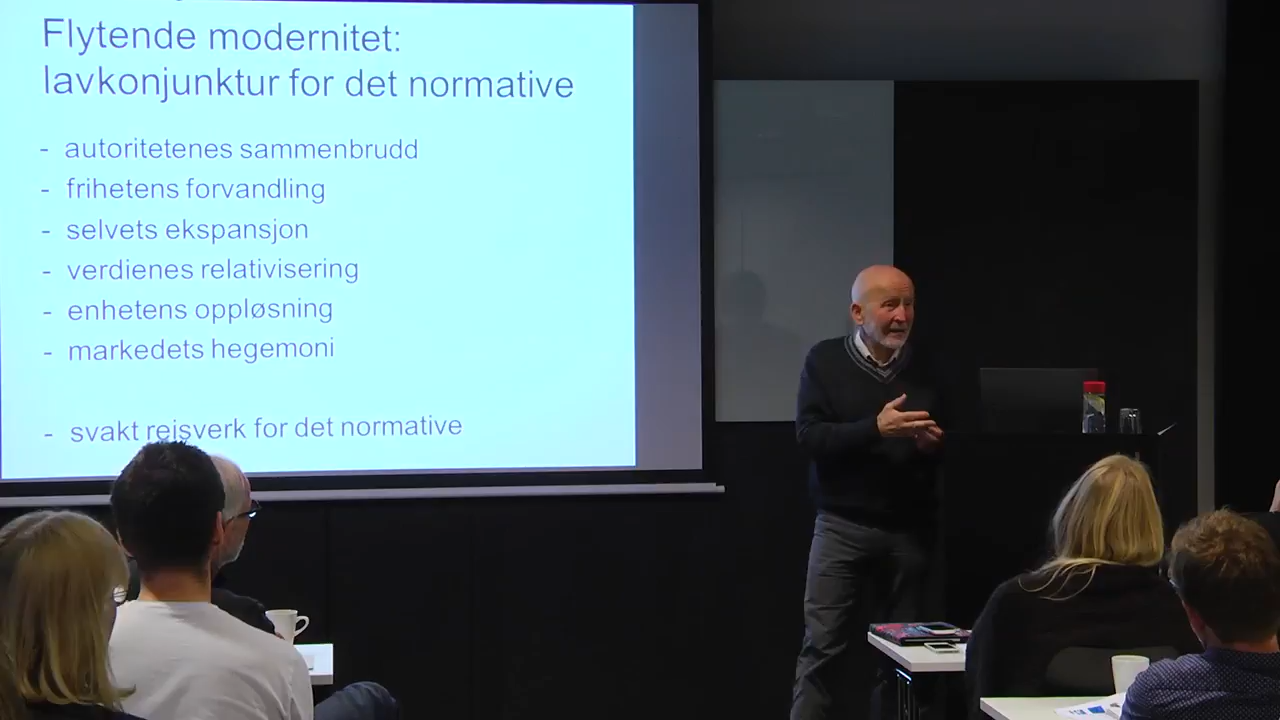 Flytende modernitet:
lavkonjunktur for det normative
- autoritetenes sammenbrudd
- frihetens forvandling
- selvets ekspansjon
- verdienes relativisering
- enhetens oppløsning
- markedets hegemoni
- svakt reisverk for det normative